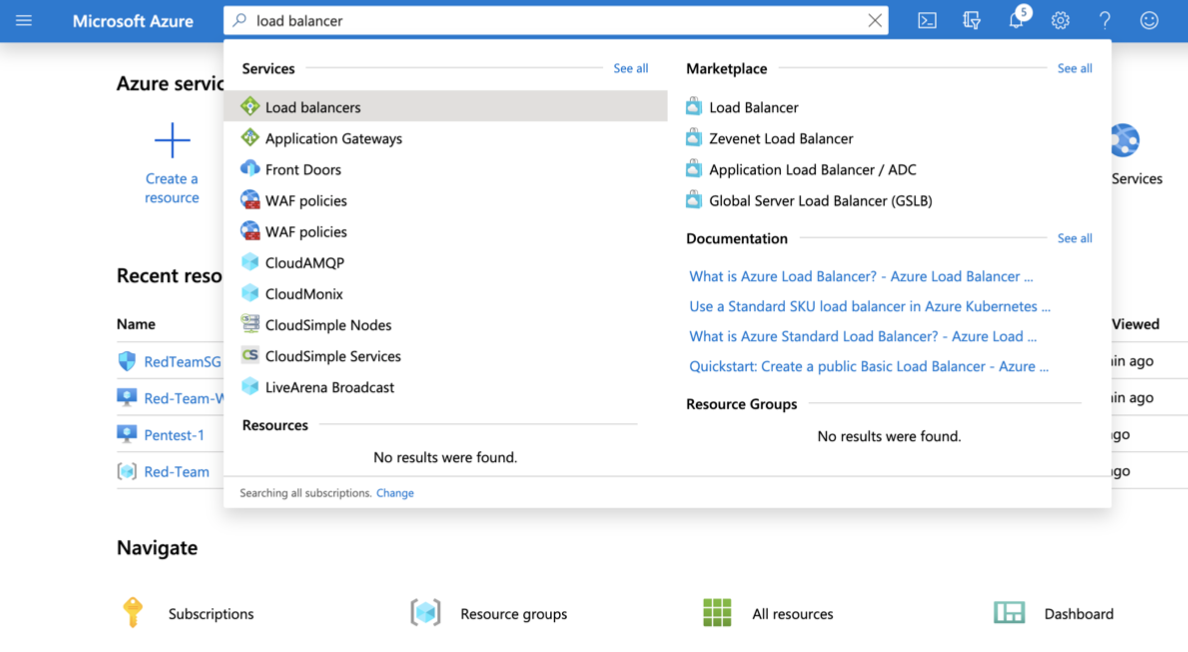 Microsoft Azure
load balancer
5
Azure servic
Create a
resource
Services
Recent reso
Name
Viewed
RedTeamSG
in ago
Red-Team-W
in ago
Pentest-1
go
Red-Team
go
Services
See all
Load balancers
Application Gateways
Front Doors
WAF policies
WAF policies
CloudAMQP
CloudMonix
CloudSimple Nodes
CloudSimple Services
LiveArena Broadcast
Resources
No results were found.
Marketplace
See all
Load Balancer
Zevenet Load Balancer
Application Load Balancer / ADC
Global Server Load Balancer (GSLB)
Documentation
See all
What is Azure Load Balancer? - Azure Load Balancer ...
Use a Standard SKU load balancer in Azure Kubernetes ...
What is Azure Standard Load Balancer? - Azure Load ...
Quickstart: Create a public Basic Load Balancer - Azure ...
Resource Groups
No results were found.
Searching all subscriptions. Change
Navigate
Subscriptions
Resource groups
All resources
Dashboard